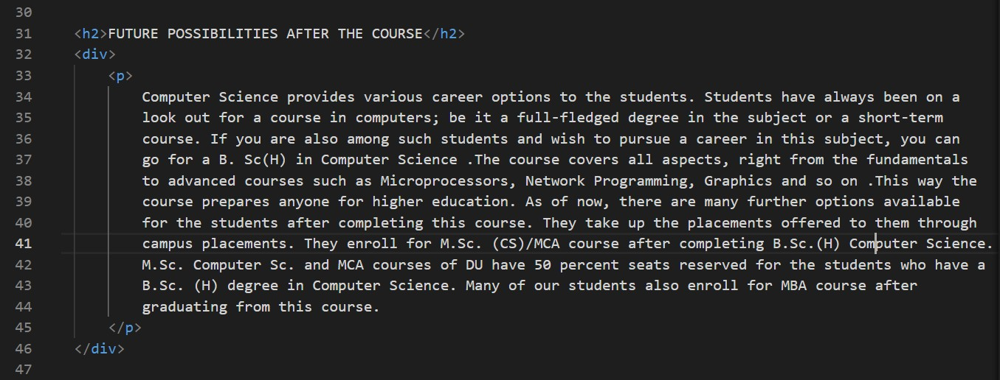 30
31 <h2>FUTURE POSSIBILITIES AFTER THE COURSE</h2>
32 <div>
33 <p>
34 Computer Science provides various career options to the students. Students have always been on a
35 look out for a course in computers; be it a full-fledged degree in the subject or a short-term
36 course. If you are also among such students and wish to pursue a career in this subject, you can
37 go for a B. Sc(H) in Computer Science .The course covers all aspects, right from the fundamentals
38 to advanced courses such as Microprocessors, Network Programming, Graphics and so on .This way the
39 course prepares anyone for higher education. As of now, there are many further options available
40 for the students after completing this course. They take up the placements offered to them through
41 campus placements. They enroll for M.Sc. (CS)/MCA course after completing B.Sc.(H) Computer Science.
42 M.Sc. Computer Sc. and MCA courses of DU have 50 percent seats reserved for the students who have a
43 B.Sc. (H) degree in Computer Science. Many of our students also enroll for MBA course after
44 graduating from this course.
45 </p>
46 </div>
47